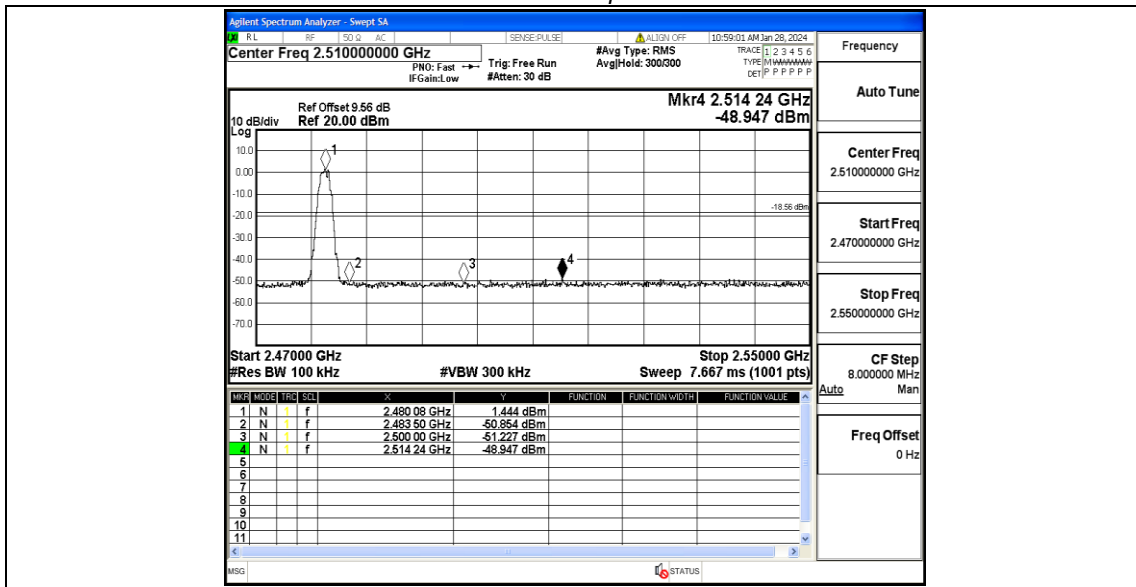 Agilent Spectrum Analyzer - Swept SA
RL RF 50 Ω AC SENSE:PULSE ALIGN OFF 10:59:01 AM Jan 28, 2024
Center Freq 2.510000000 GHz
PNO: Fast
IFGain:Low
Trig: Free Run
#Atten: 30 dB
#Avg Type: RMS
Avg|Hold: 300/300
TRACE 1 2 3 4 5 6
TYPE M W W W W W
DET P P P P P P
Frequency
Auto Tune
Center Freq
2.510000000 GHz
Start Freq
2.470000000 GHz
Stop Freq
2.550000000 GHz
CF Step
8.000000 MHz
Auto Man
Freq Offset
0 Hz
Mkr4 2.514 24 GHz
-48.947 dBm
Ref Offset 9.56 dB
10 dB/div Ref 20.00 dBm
Log
10.0
0.00
-10.0
-20.0
-30.0
-40.0
-50.0
-60.0
-70.0
1
2
3
4
-18.56 dBm
Start 2.47000 GHz Stop 2.55000 GHz
#Res BW 100 kHz #VBW 300 kHz Sweep 7.667 ms (1001 pts)
MKR MODE TRC SCL X Y FUNCTION FUNCTION WIDTH FUNCTION VALUE
1 N 1 f 2.480 08 GHz 1.444 dBm
2 N 1 f 2.483 50 GHz -50.854 dBm
3 N 1 f 2.500 00 GHz -51.227 dBm
4 N 1 f 2.514 24 GHz -48.947 dBm
5
6
7
8
9
10
11
MSG STATUS